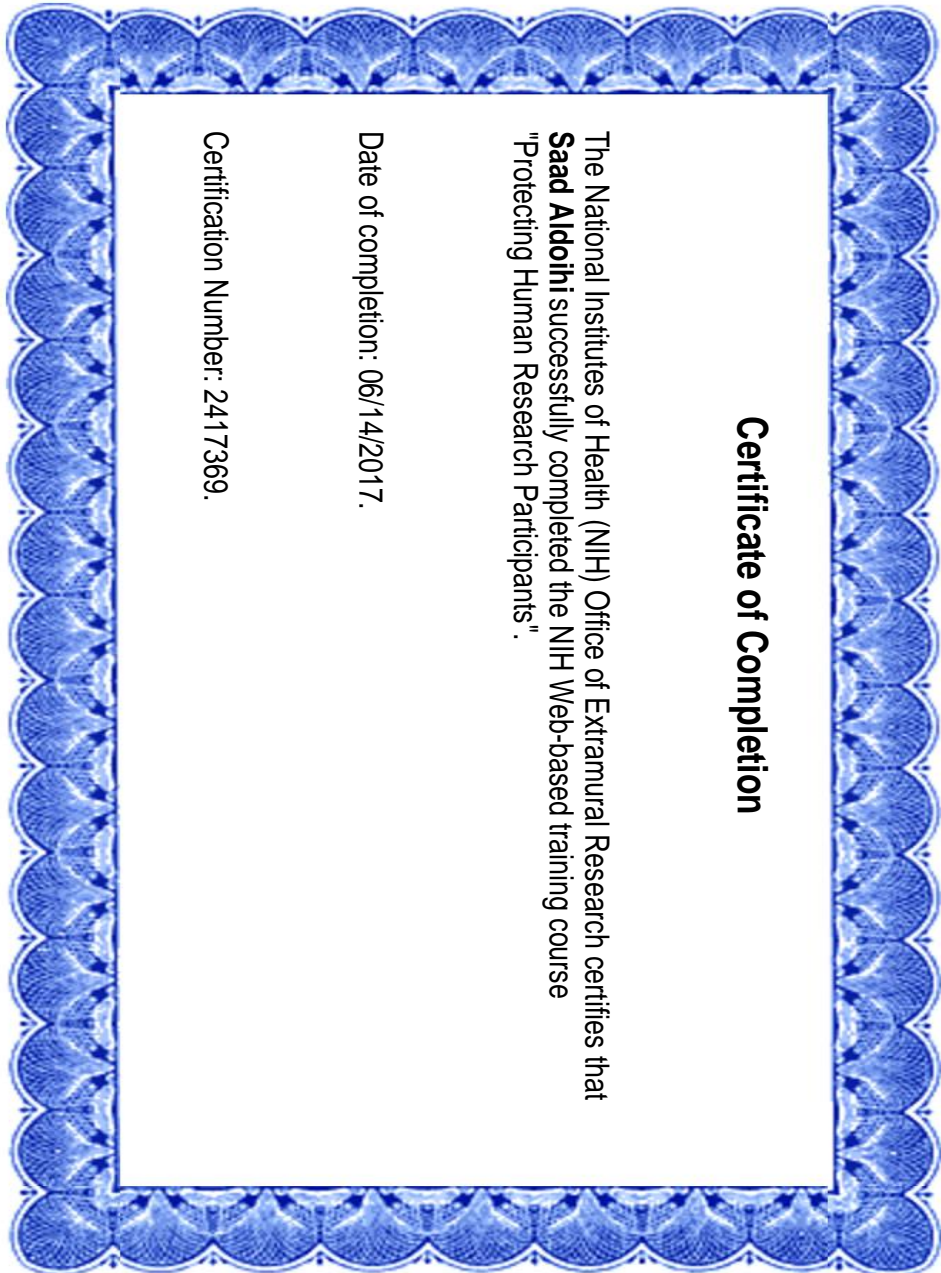 Certificate of Completion
The National Institutes of Health (NIH) Office of Extramural Research certifies that
Saad Aldoihi successfully completed the NIH Web-based training course
"Protecting Human Research Participants".
Date of completion: 06/14/2017.
Certification Number: 2417369.